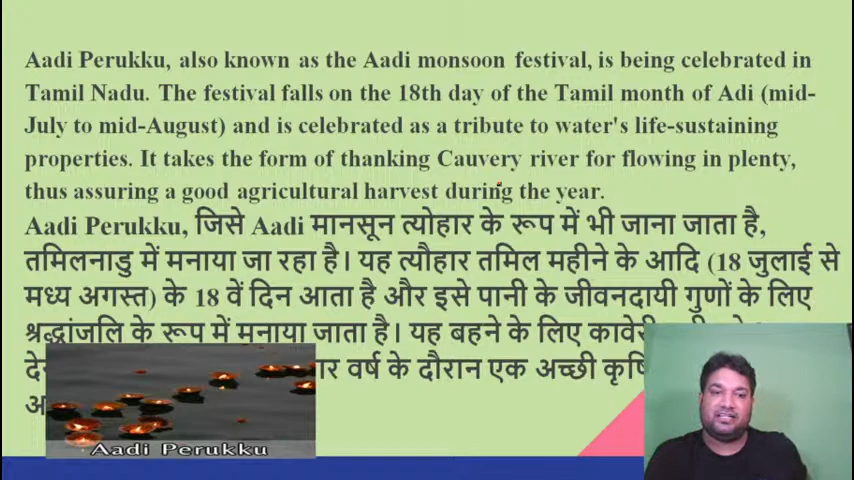 Aadi Perukku, also known as the Aadi monsoon festival, is being celebrated in
Tamil Nadu. The festival falls on the 18th day of the Tamil month of Adi (mid-
July to mid-August) and is celebrated as a tribute to water's life-sustaining
properties. It takes the form of thanking Cauvery river for flowing in plenty,
thus assuring a good agricultural harvest during the year.
Aadi Perukku, जिसे Aadi मानसून त्योहार के रूप में भी जाना जाता है,
तमिलनाडु में मनाया जा रहा है। यह त्यौहार तमिल महीने के आदि (18 जुलाई से
मध्य अगस्त) के 18 वें दिन आता है और इसे पानी के जीवनदायी गुणों के लिए
श्रद्धांजलि के रूप में मनाया जाता है। यह बहने के लिए कावेरी
वर्ष के दौरान एक अच्छी
Aadi Perukku